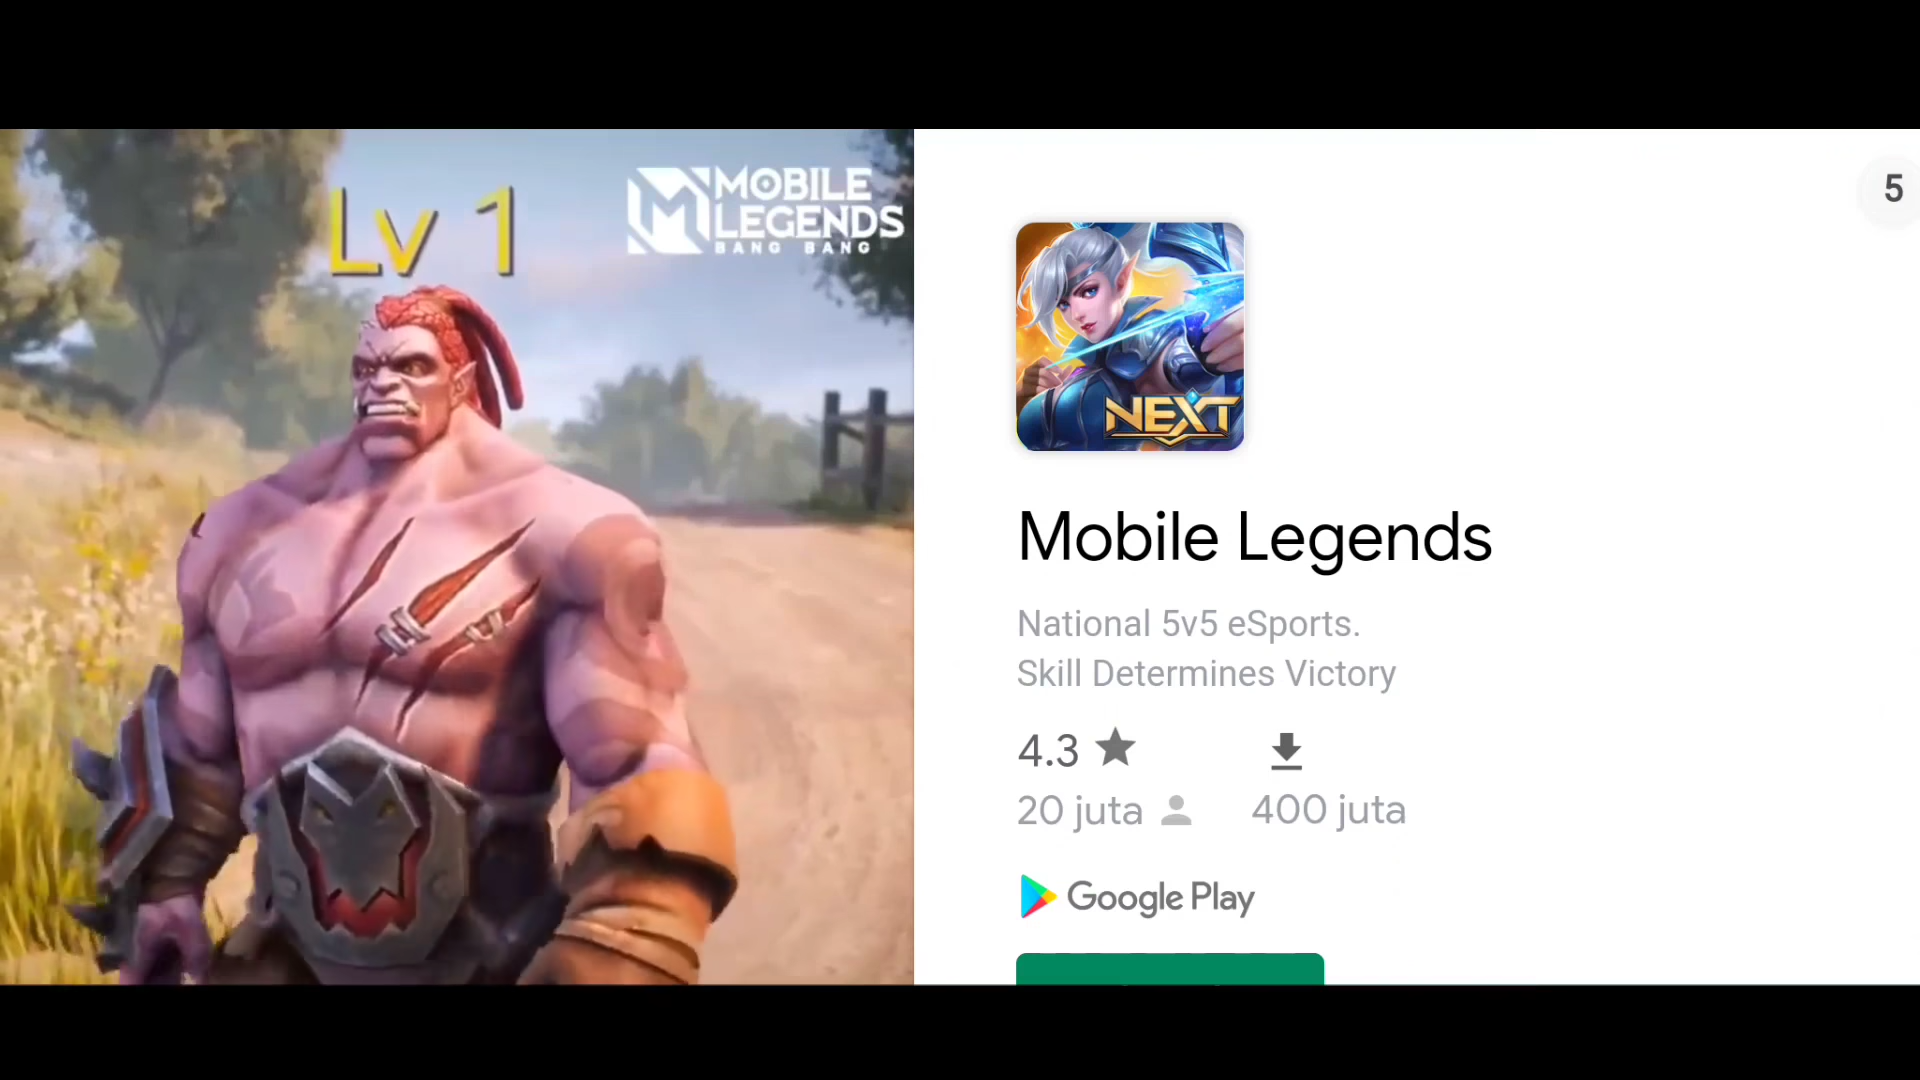 Lv 1
MOBILE
LEGENDS
BANG BANG
5
NEXT
Mobile Legends
National 5v5 eSports.
Skill Determines Victory
4.3
20 juta
400 juta
Google Play